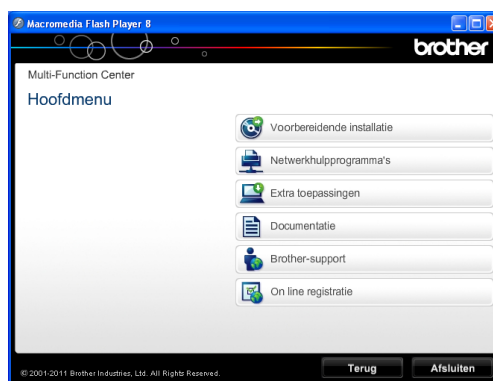 Macromedia Flash Player 8
brother
Multi-Function Center
Hoofdmenu
Voorbereidende installatie
Netwerkhulpprogramma's
Extra toepassingen
Documentatie
Brother-support
On line registratie
© 2001-2011 Brother Industries, Ltd. All Rights Reserved.
Terug
Afsluiten